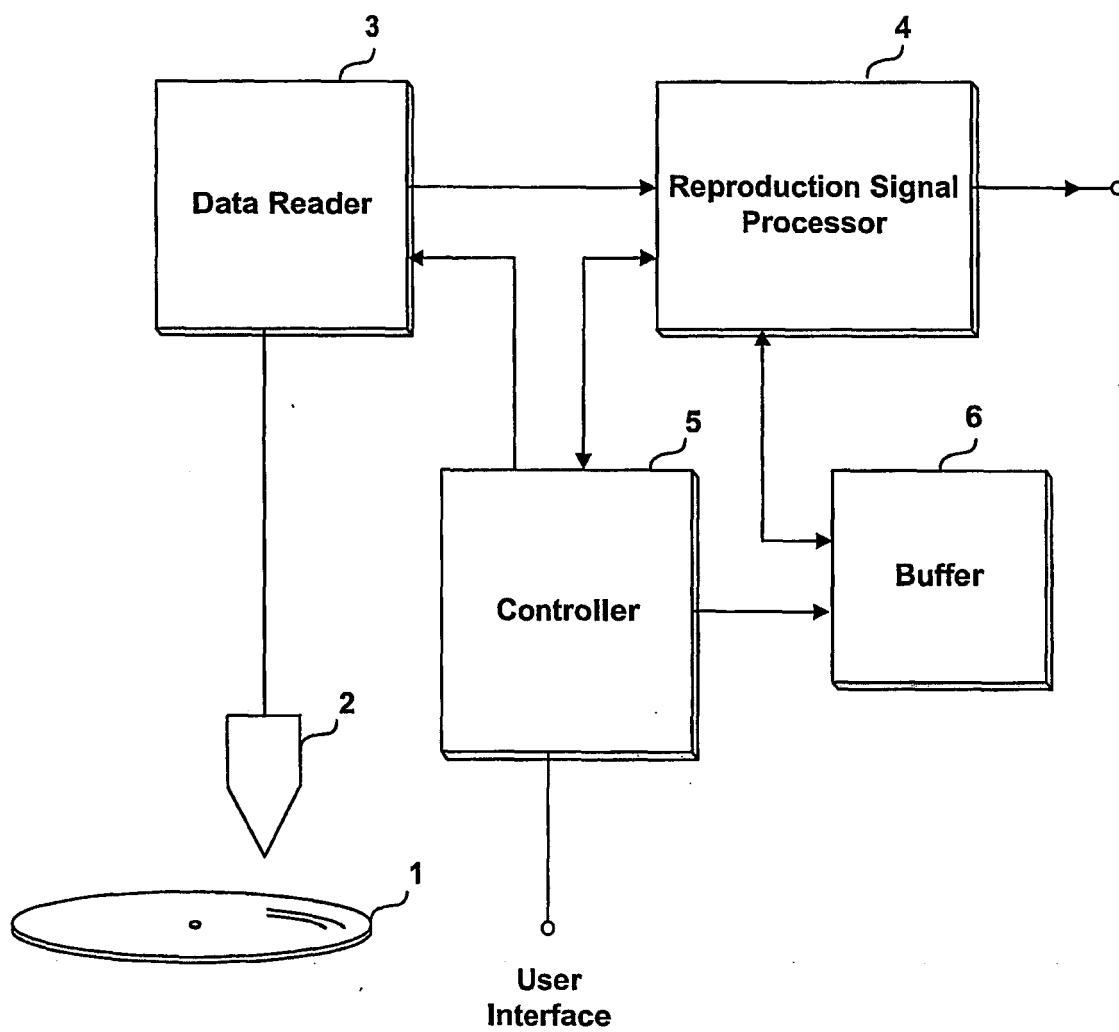 3
4
Data Reader
Reproduction Signal
Processor
5
6
Controller
Buffer
2
1
User
Interface